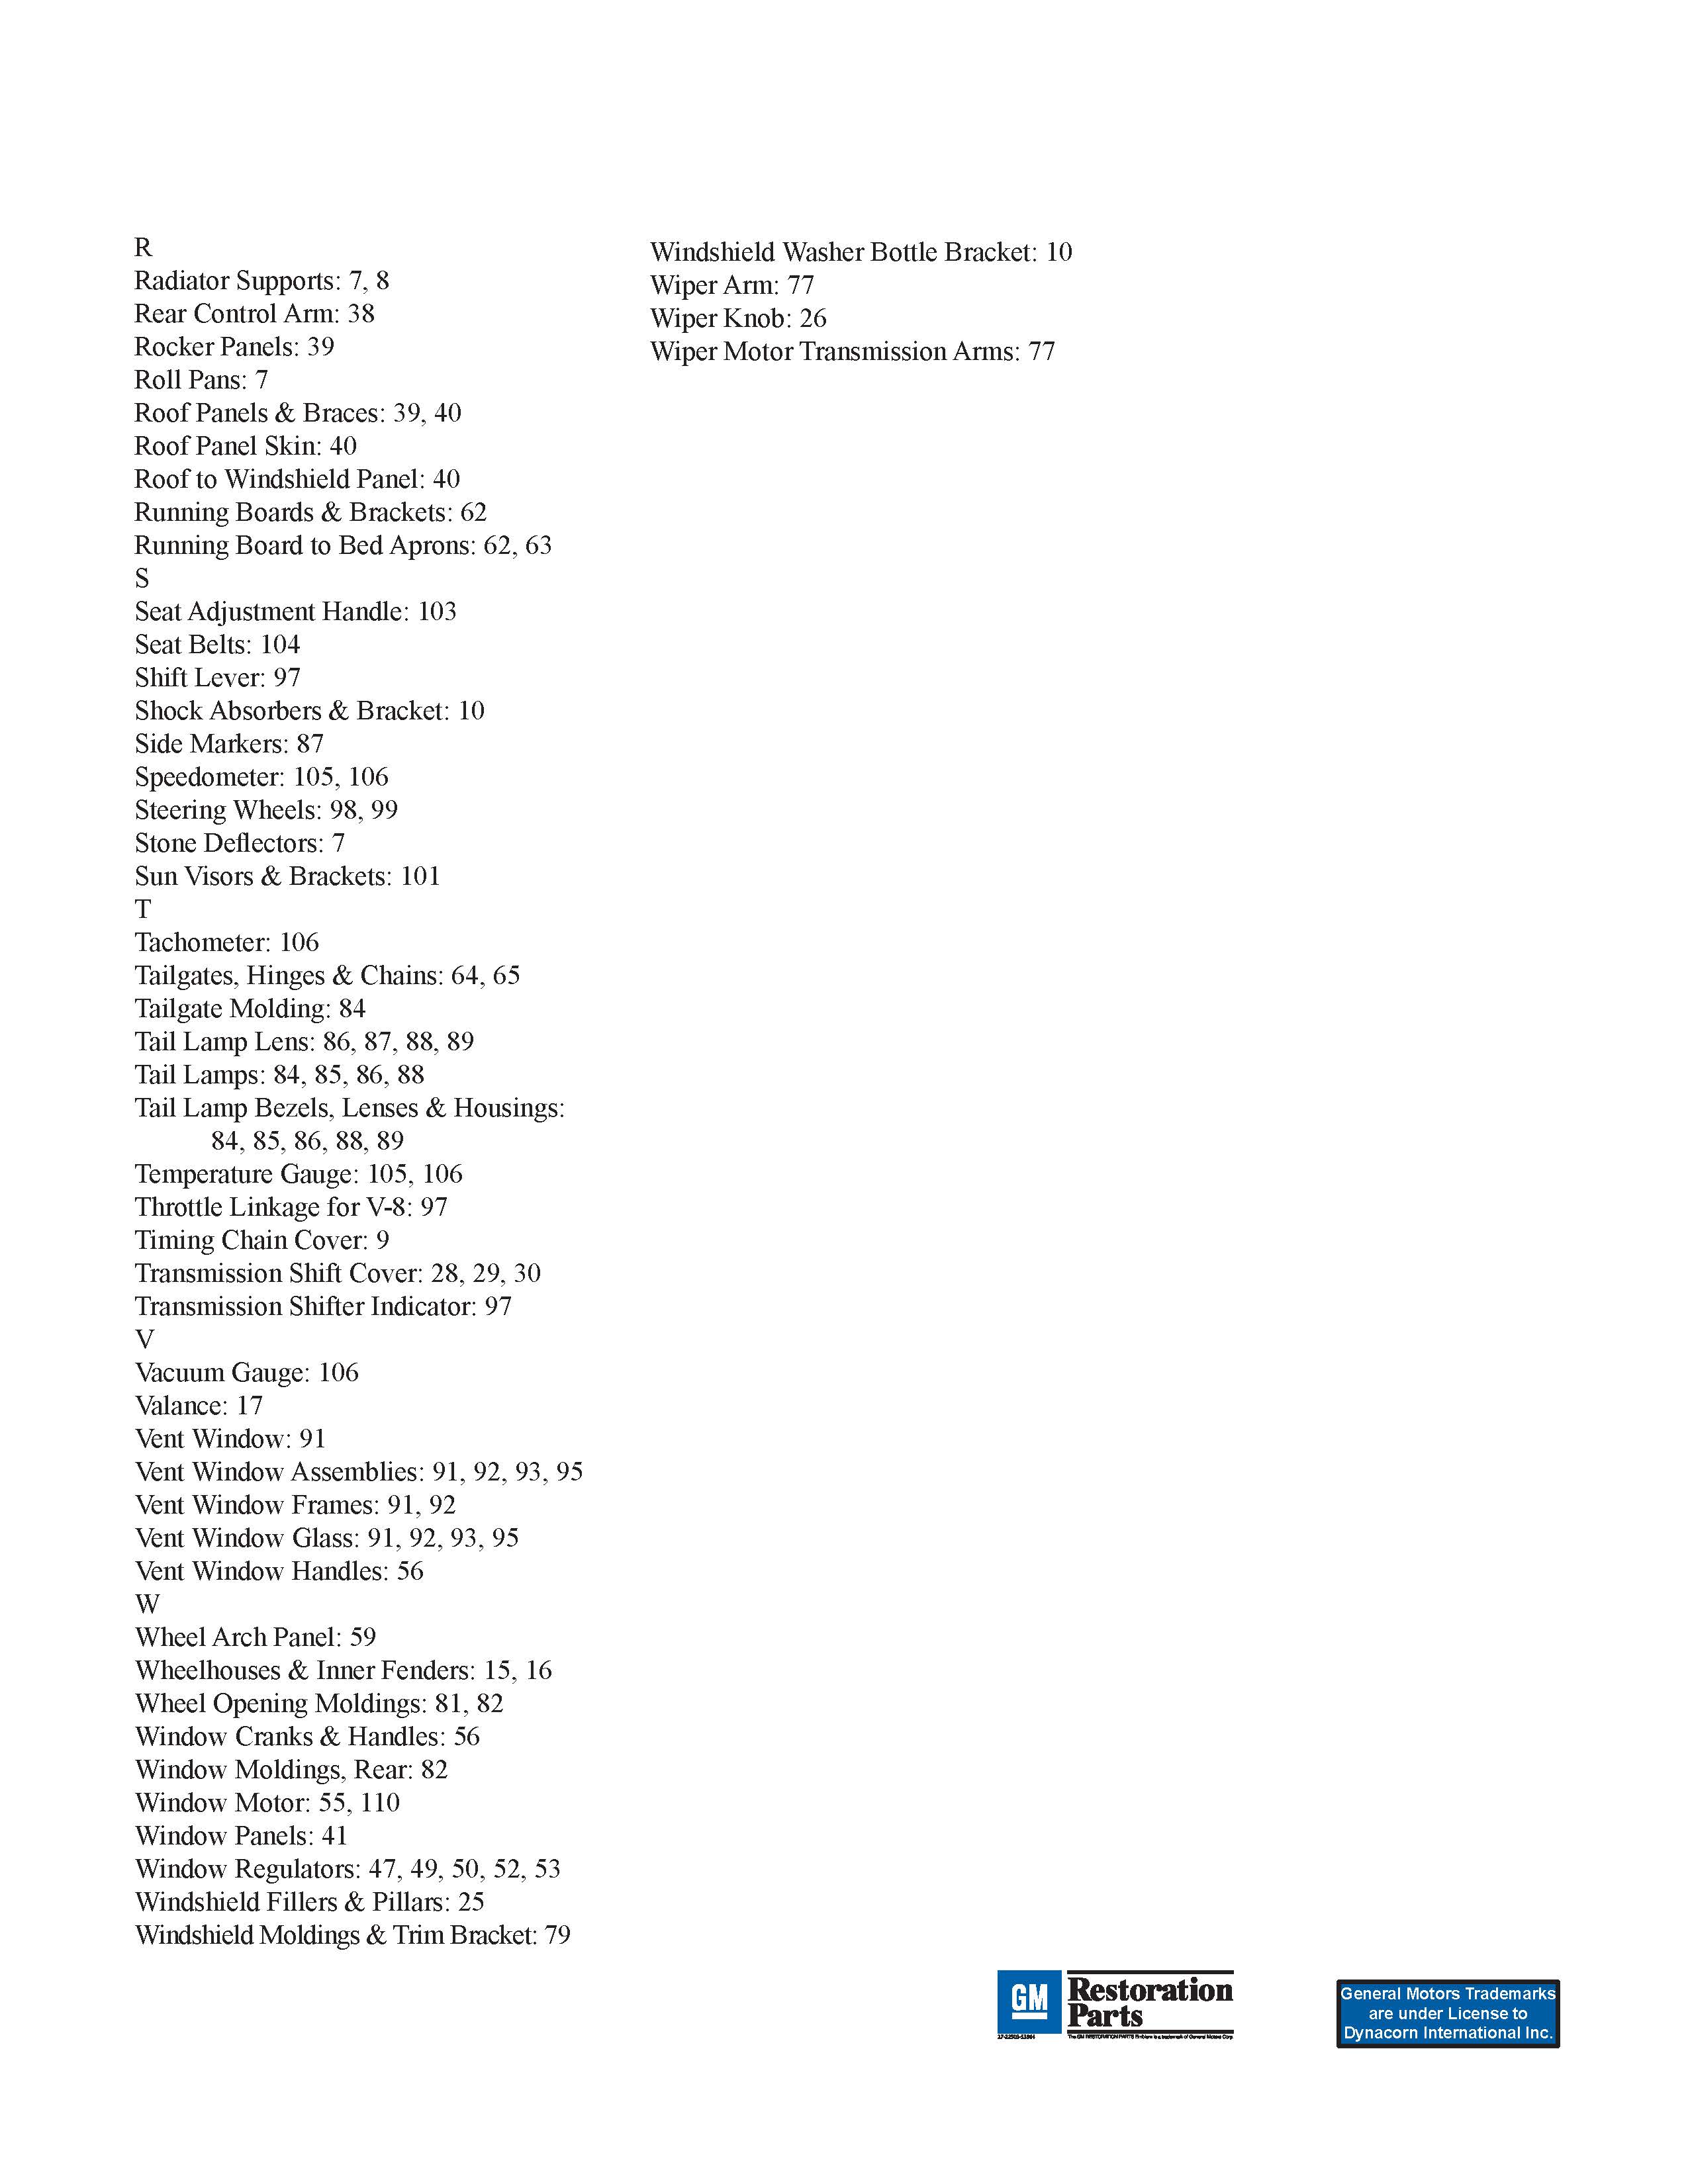 R
Radiator Supports: 7, 8
Rear Control Arm: 38
Rocker Panels: 39
Roll Pans: 7
Roof Panels & Braces: 39, 40
Roof Panel Skin: 40
Roof to Windshield Panel: 40
Running Boards & Brackets: 62
Running Board to Bed Aprons: 62, 63
S
Seat Adjustment Handle: 103
Seat Belts: 104
Shift Lever: 97
Shock Absorbers & Bracket: 10
Side Markers: 87
Speedometer: 105, 106
Steering Wheels: 98, 99
Stone Deflectors: 7
Sun Visors & Brackets: 101
T
Tachometer: 106
Tailgates, Hinges & Chains: 64, 65
Tailgate Molding: 84
Tail Lamp Lens: 86, 87, 88, 89
Tail Lamps: 84, 85, 86, 88
Tail Lamp Bezels, Lenses & Housings:
84, 85, 86, 88, 89
Temperature Gauge: 105, 106
Throttle Linkage for V-8: 97
Timing Chain Cover: 9
Transmission Shift Cover: 28, 29, 30
Transmission Shifter Indicator: 97
V
Vacuum Gauge: 106
Valance: 17
Vent Window: 91
Vent Window Assemblies: 91, 92, 93, 95
Vent Window Frames: 91, 92
Vent Window Glass: 91, 92, 93, 95
Vent Window Handles: 56
W
Wheel Arch Panel: 59
Wheelhouses & Inner Fenders: 15, 16
Wheel Opening Moldings: 81, 82
Window Cranks & Handles: 56
Window Moldings, Rear: 82
Window Motor: 55, 110
Window Panels: 41
Window Regulators: 47, 49, 50, 52, 53
Windshield Fillers & Pillars: 25
Windshield Moldings & Trim Bracket: 79
Windshield Washer Bottle Bracket: 10
Wiper Arm: 77
Wiper Knob: 26
Wiper Motor Transmission Arms: 77
GM
Restoration
Parts
The GM RESTORATION PARTS Emblem is a trademark of General Motors Corp.
General Motors Trademarks
are under License to
Dynacorn International Inc.